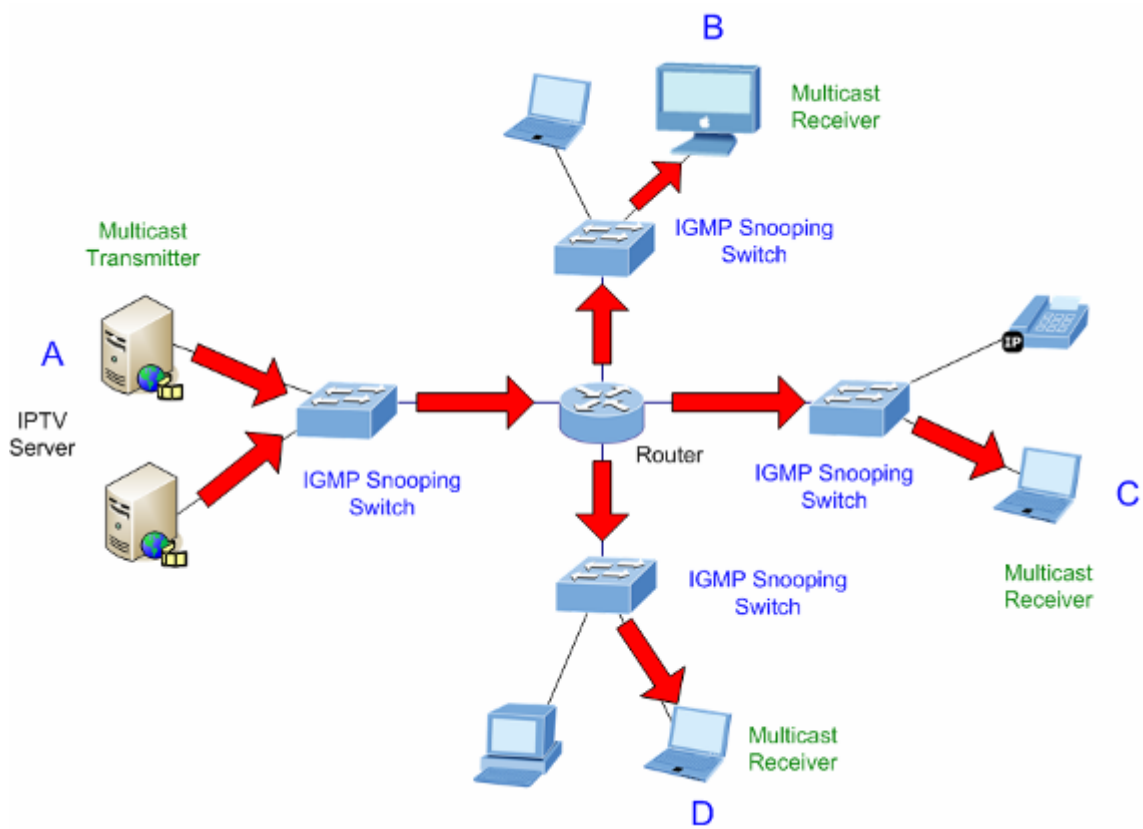 B
Multicast
Receiver
IGMP Snooping
Switch
Multicast
Transmitter
A
IPTV
Server
IGMP Snooping
Switch
Router
IP
IGMP Snooping
Switch
C
Multicast
Receiver
IGMP Snooping
Switch
Multicast
Receiver
D